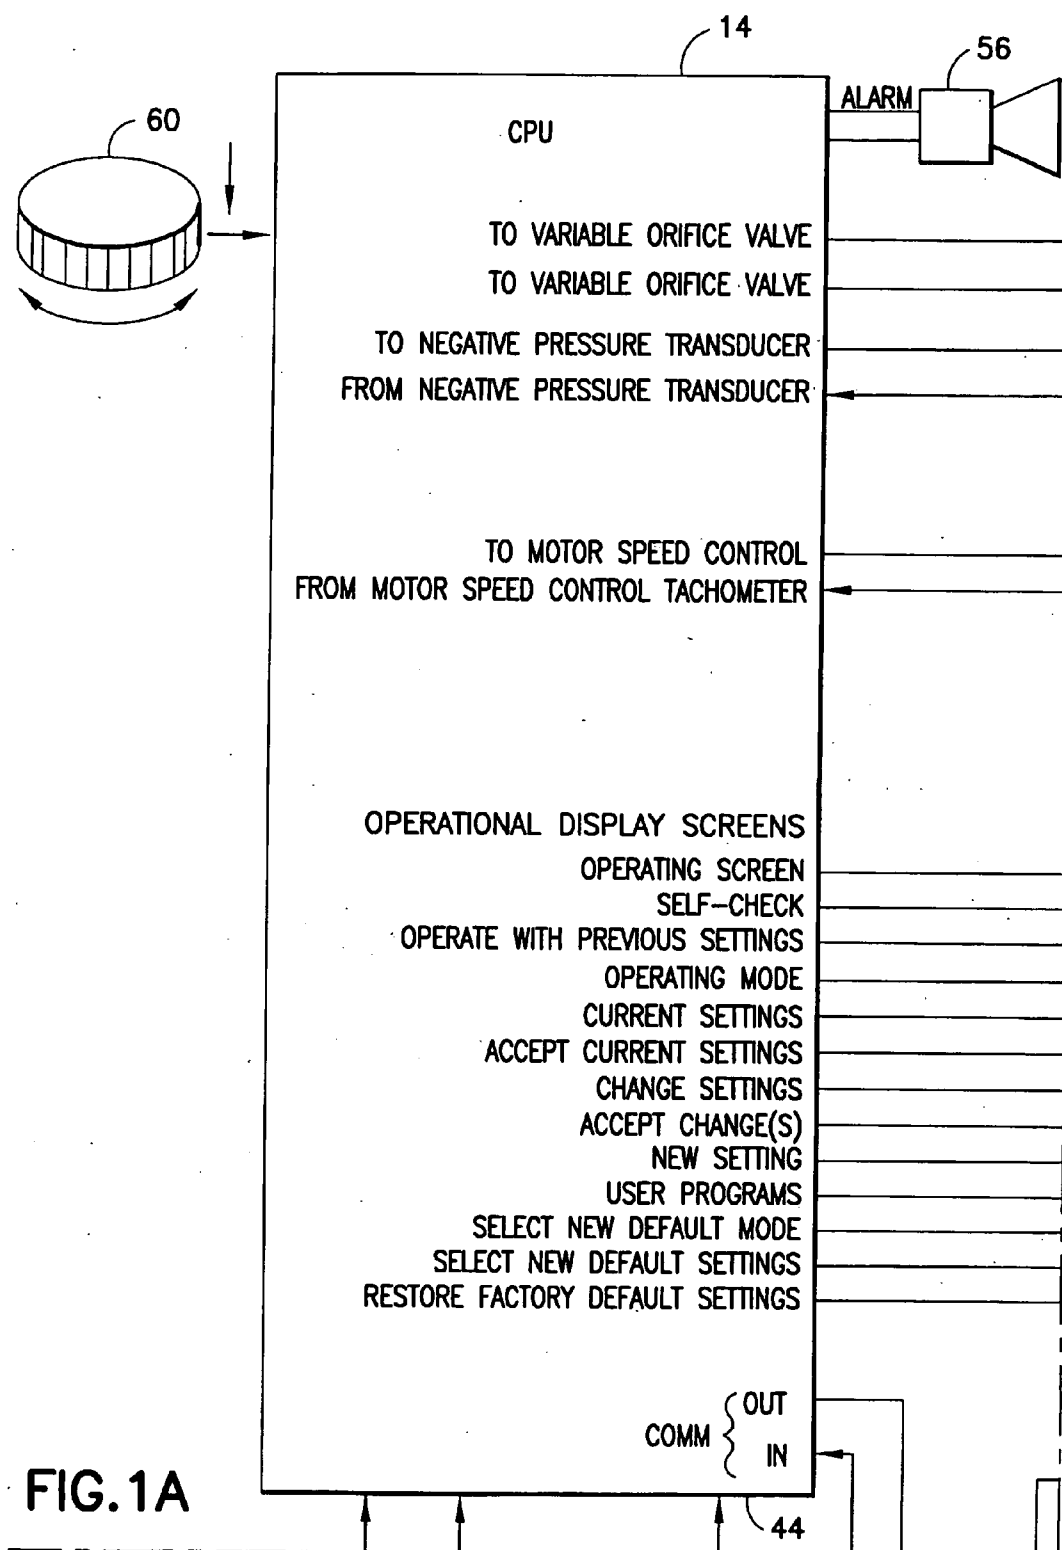 14
56
ALARM
60
CPU
TO VARIABLE ORIFICE VALVE
TO VARIABLE ORIFICE VALVE
TO NEGATIVE PRESSURE TRANSDUCER
FROM NEGATIVE PRESSURE TRANSDUCER
TO MOTOR SPEED CONTROL
FROM MOTOR SPEED CONTROL TACHOMETER
OPERATIONAL DISPLAY SCREENS
OPERATING SCREEN
SELF-CHECK
OPERATE WITH PREVIOUS SETTINGS
OPERATING MODE
CURRENT SETTINGS
ACCEPT CURRENT SETTINGS
CHANGE SETTINGS
ACCEPT CHANGE(S)
NEW SETTING
USER PROGRAMS
SELECT NEW DEFAULT MODE
SELECT NEW DEFAULT SETTINGS
RESTORE FACTORY DEFAULT SETTINGS
OUT
COMM
IN
FIG.1A
44